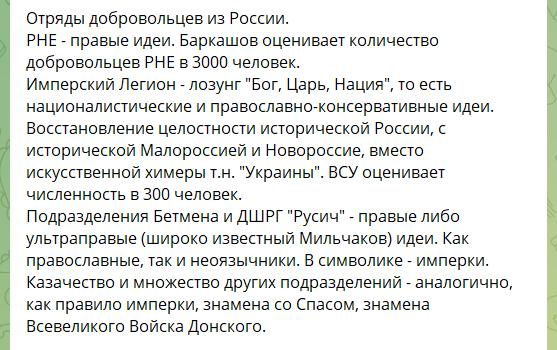 Отряды добровольцев из России.
РНЕ - правые идеи. Баркашов оценивает количество
добровольцев РНЕ в 3000 человек.
Имперский Легион - лозунг "Бог, Царь, Нация", то есть
националистические и православно-консервативные идеи.
Восстановление целостности исторической России, с
исторической Малороссией и Новороссие, вместо
искусственной химеры т.н. "Украины". ВСУ оценивает
численность в 300 человек.
Подразделения Бетмена и ДШРГ "Русич" - правые либо
ультраправые (широко известный Мильчаков) идеи. Как
православные, так и неоязычники. В символике - имперки.
Казачество и множество других подразделений - аналогично,
как правило имперки, знамена со Спасом, знамена
Всевеликого Войска Донского.